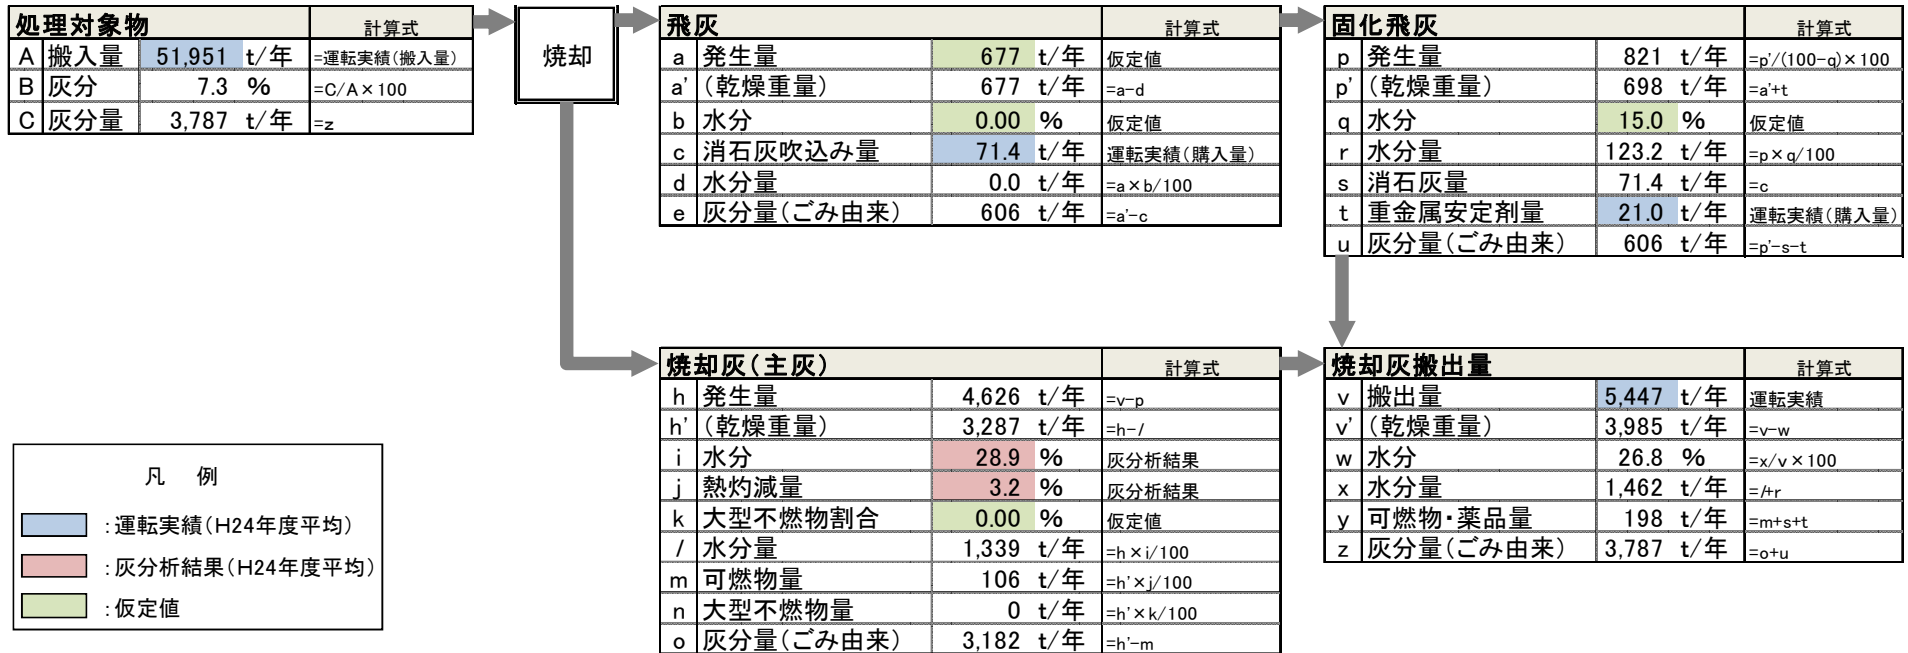 処理対象物 計算式
A 搬入量 51,951 t/年 =運転実績(搬入量)
B 灰分 7.3 % =C/A×100
C 灰分量 3,787 t/年 =z
焼却
飛灰 計算式
a 発生量 677 t/年 仮定値
a' (乾燥重量) 677 t/年 =a-d
b 水分 0.00 % 仮定値
c 消石灰吹込み量 71.4 t/年 運転実績(購入量)
d 水分量 0.0 t/年 =a×b/100
e 灰分量(ごみ由来) 606 t/年 =a'-c
固化飛灰 計算式
p 発生量 821 t/年 =p'/(100-q)×100
p' (乾燥重量) 698 t/年 =a'+t
q 水分 15.0 % 仮定値
r 水分量 123.2 t/年 =p×q/100
s 消石灰量 71.4 t/年 =c
t 重金属安定剤量 21.0 t/年 運転実績(購入量)
u 灰分量(ごみ由来) 606 t/年 =p'-s-t
焼却灰(主灰) 計算式
h 発生量 4,626 t/年 =v-p
h' (乾燥重量) 3,287 t/年 =h-l
i 水分 28.9 % 灰分析結果
j 熱灼減量 3.2 % 灰分析結果
k 大型不燃物割合 0.00 % 仮定値
l 水分量 1,339 t/年 =h×i/100
m 可燃物量 106 t/年 =h'×j/100
n 大型不燃物量 0 t/年 =h'×k/100
o 灰分量(ごみ由来) 3,182 t/年 =h'-m
焼却灰搬出量 計算式
v 搬出量 5,447 t/年 運転実績
v' (乾燥重量) 3,985 t/年 =v-w
w 水分 26.8 % =x/v×100
x 水分量 1,462 t/年 =l+r
y 可燃物・薬品量 198 t/年 =m+s+t
z 灰分量(ごみ由来) 3,787 t/年 =o+u
凡 例
:運転実績(H24年度平均)
:灰分析結果(H24年度平均)
:仮定値